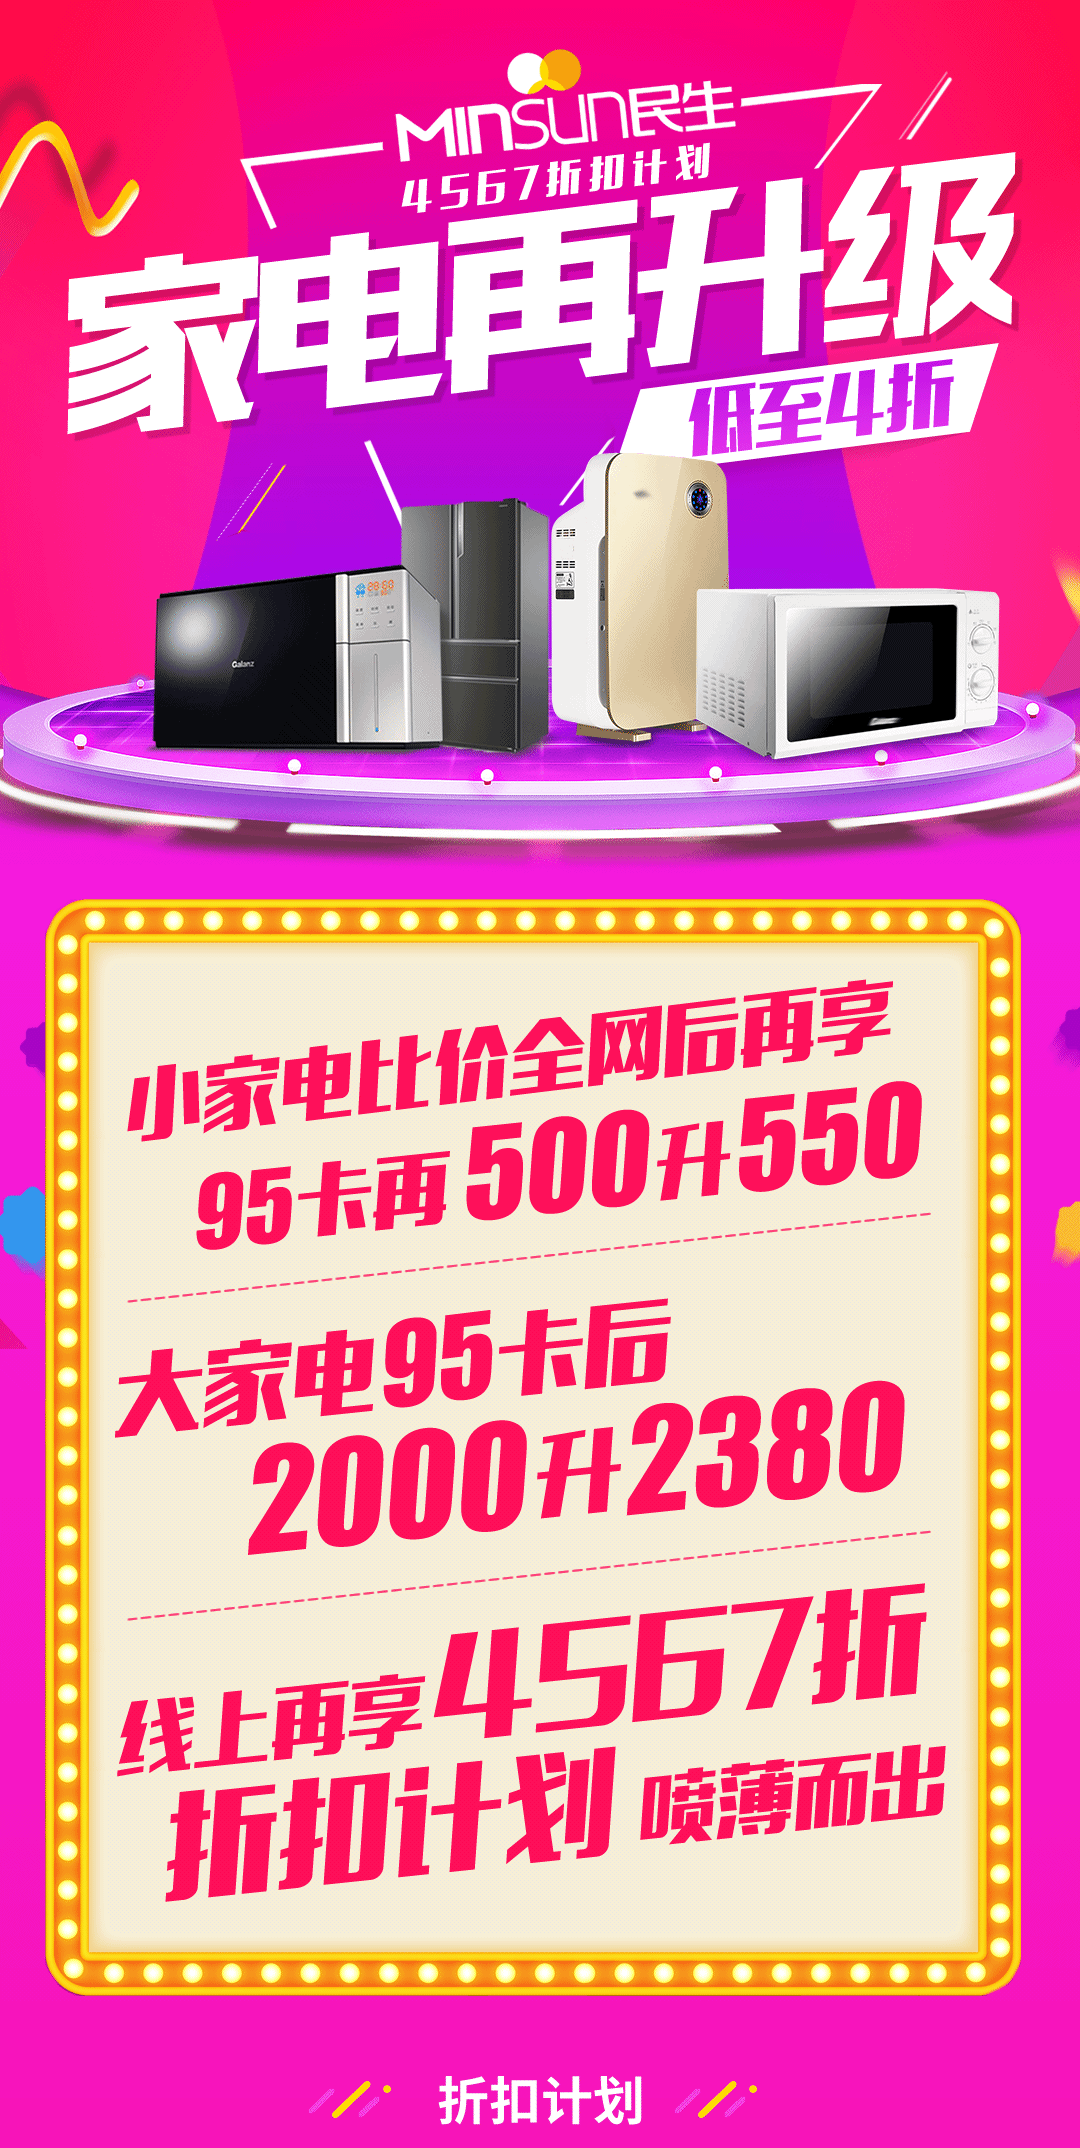 MINSUN民生
4567折扣计划
家电再升级
低至4折
Galanz
小家电比价全网后再享
95卡再500升550
大家电95卡后
2000升2380
线上再享4567折
折扣计划 喷薄而出
折扣计划